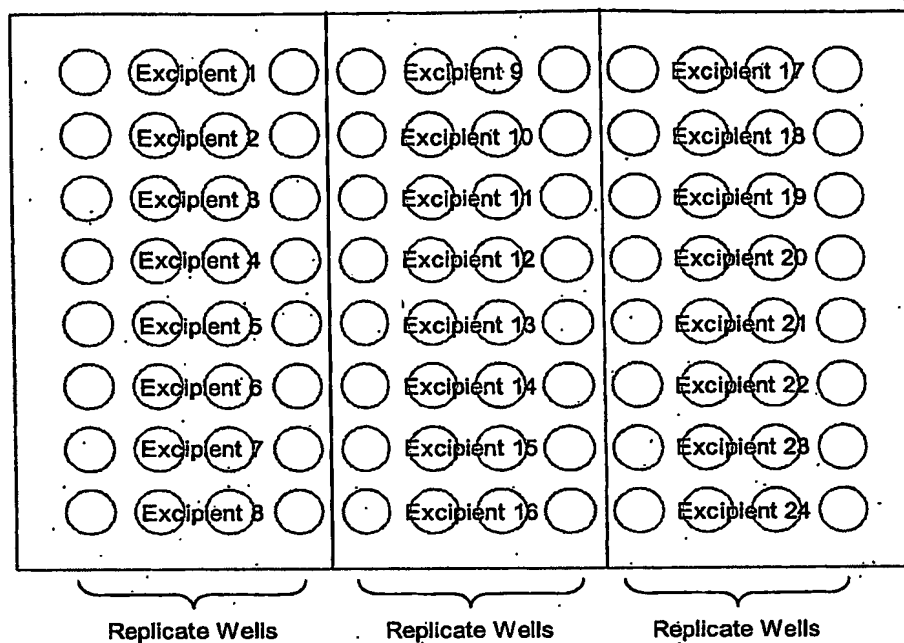 Excipient 1 Excipient 9 Excipient 17
Excipient 2 Excipient 10 Excipient 18
Excipient 3 Excipient 11 Excipient 19
Excipient 4 Excipient 12 Excipient 20
Excipient 5 Excipient 13 Excipient 21
Excipient 6 Excipient 14 Excipient 22
Excipient 7 Excipient 15 Excipient 23
Excipient 8 Excipient 16 Excipient 24
Replicate Wells Replicate Wells Replicate Wells